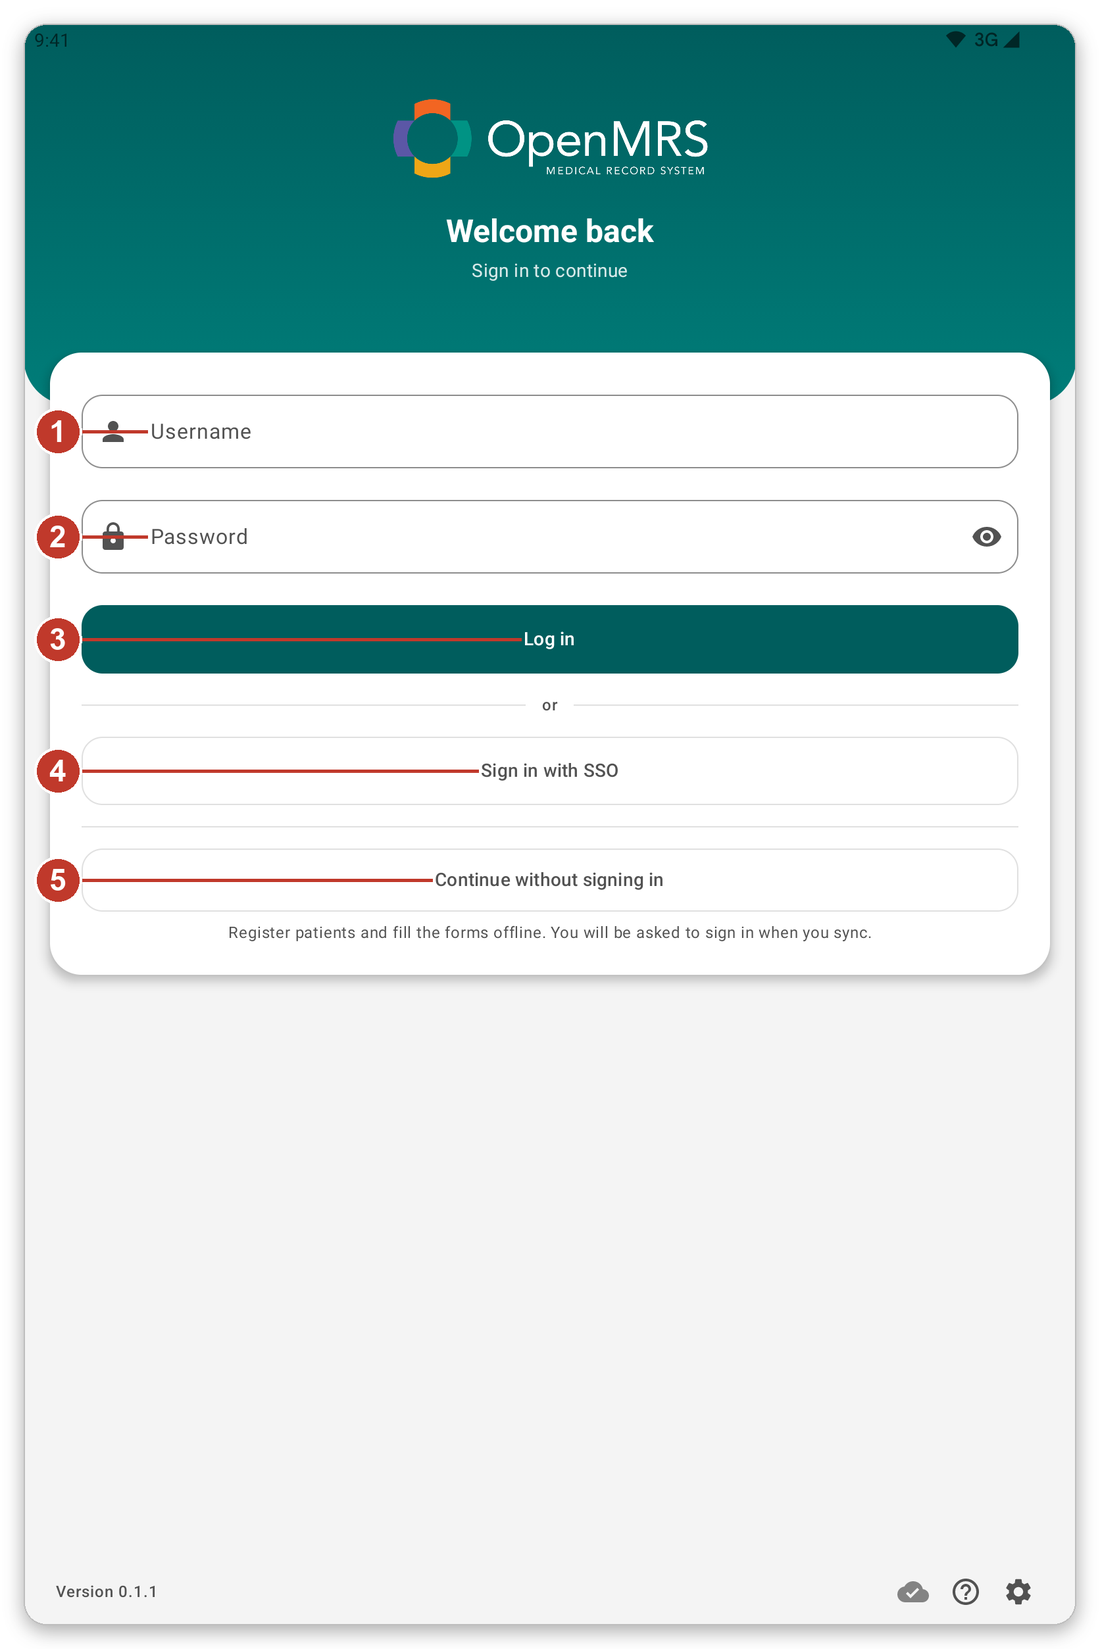 9:41
3G
OpenMRS
MEDICAL RECORD SYSTEM
Welcome back
Sign in to continue
1
Username
2
Password
3
Log in
or
4
Sign in with SSO
5
Continue without signing in
Register patients and fill the forms offline. You will be asked to sign in when you sync.
Version 0.1.1